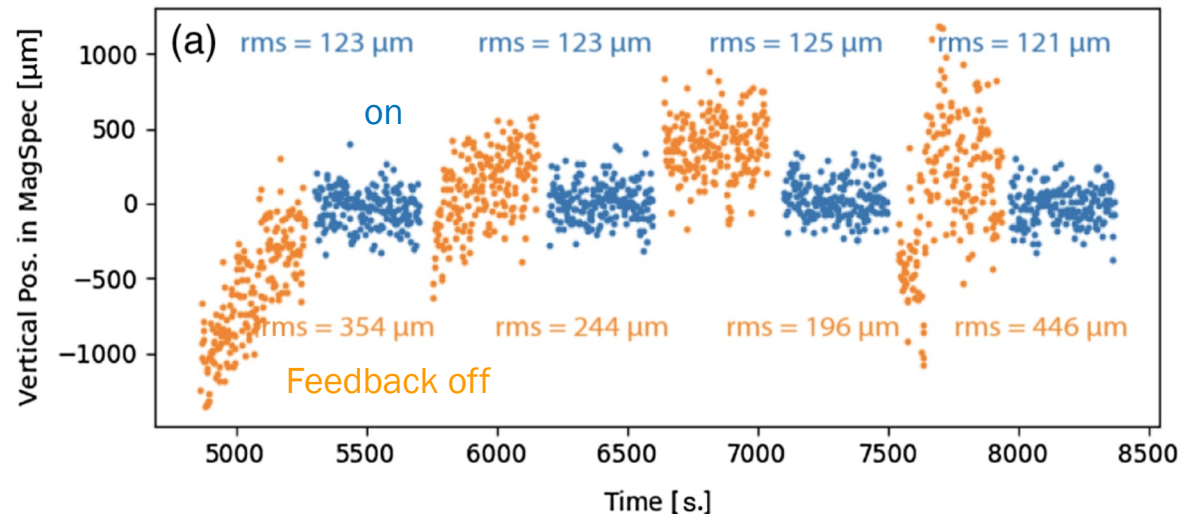 (a)
rms = 123 µm rms = 123 µm rms = 125 µm rms = 121 µm
on
rms = 354 µm rms = 244 µm rms = 196 µm rms = 446 µm
Feedback off
Vertical Pos. in MagSpec [µm]
1000
500
0
−500
−1000
5000 5500 6000 6500 7000 7500 8000 8500
Time [s.]